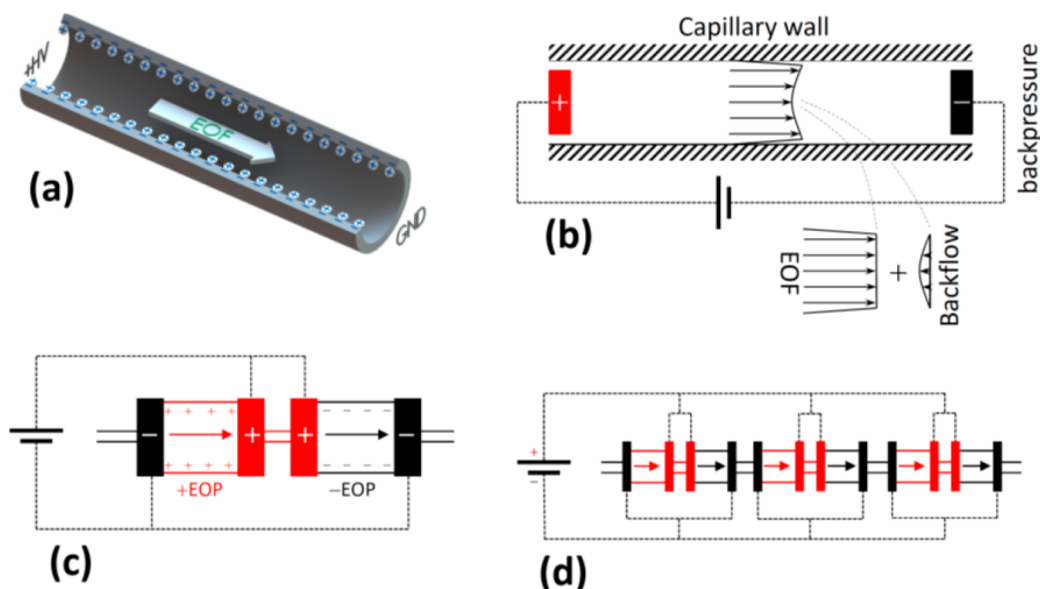 +HV
EOF
GND
(a)
Capillary wall
+
−
backpressure
EOF
+
Backflow
(b)
−
+ + + +
+
+
− − − −
−
+ + + +
− − − −
+EOP
−EOP
(c)
+
−
(d)